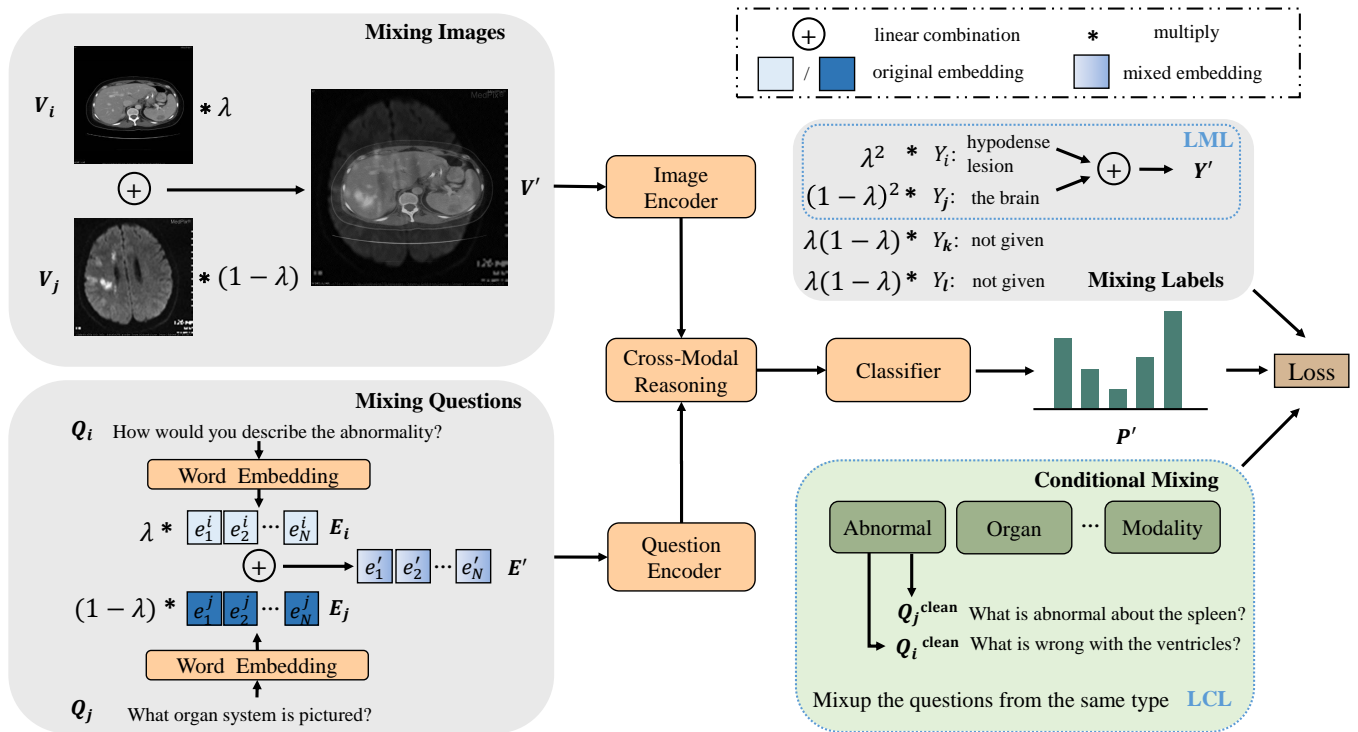 Mixing Images
V_i
* λ
+
V_j
* (1 − λ)
MedPix
1:26 MP
V′
+ linear combination
* multiply
/ original embedding
mixed embedding
LML
λ² * Y_i: hypodense lesion
(1 − λ)² * Y_j: the brain
+ Y′
λ(1 − λ) * Y_k: not given
λ(1 − λ) * Y_l: not given
Mixing Labels
Image
Encoder
Cross-Modal
Reasoning
Classifier
P′
Loss
Question
Encoder
Mixing Questions
Q_i How would you describe the abnormality?
Word Embedding
λ * e_1^i e_2^i ··· e_N^i E_i
+ e′_1 e′_2 ··· e′_N E′
(1 − λ) * e_1^j e_2^j ··· e_N^j E_j
Word Embedding
Q_j What organ system is pictured?
Conditional Mixing
Abnormal Organ ··· Modality
Q_j^clean What is abnormal about the spleen?
Q_i^clean What is wrong with the ventricles?
Mixup the questions from the same type LCL